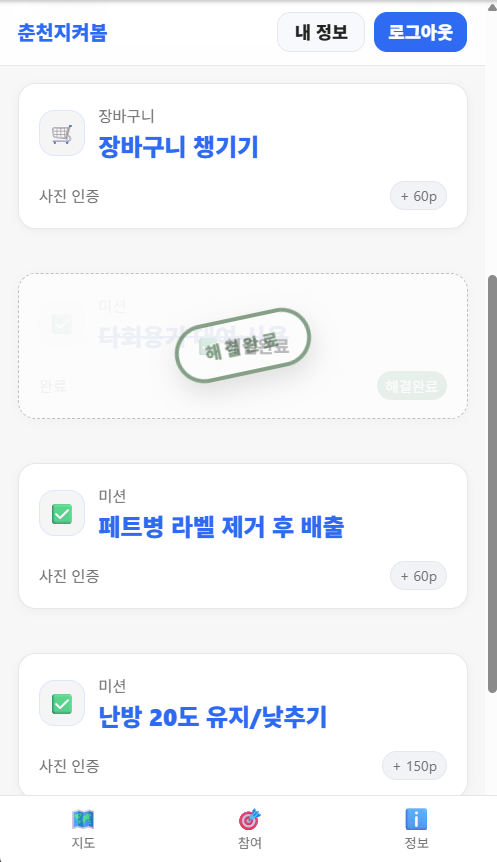 춘천지켜봄
내 정보
로그아웃
장바구니
장바구니 챙기기
사진 인증
+ 60p
미션
다회용기 대여·사용
해결완료
완료
해결완료
미션
페트병 라벨 제거 후 배출
사진 인증
+ 60p
미션
난방 20도 유지/낮추기
사진 인증
+ 150p
지도
참여
정보